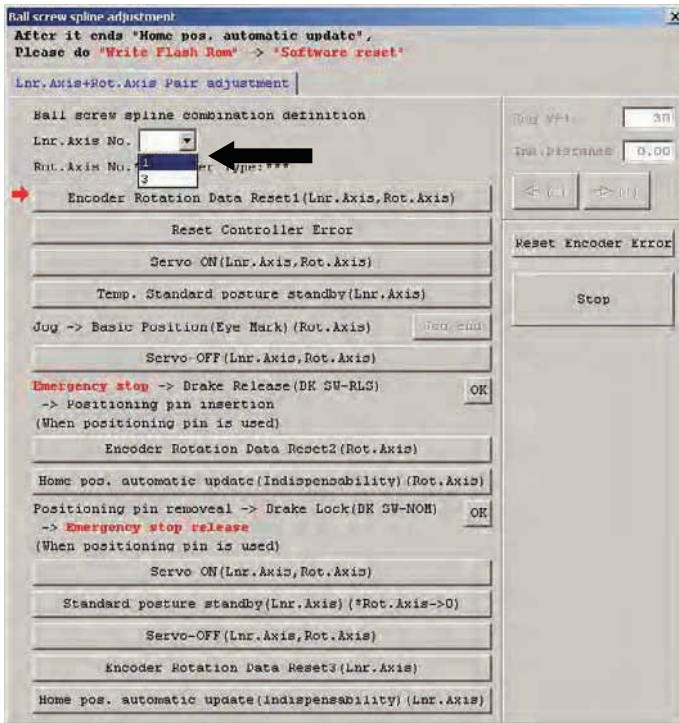 Ball screw spline adjustment
After it ends "Home pos. automatic update",
Please do "Write Flash Rom" -> "Software reset"
Lnr.Axis+Rot.Axis Pair adjustment
Ball screw spline combination definition
Lnr.Axis No.
1
3
Rot.Axis No.* Type:***
Encoder Rotation Data Reset1(Lnr.Axis,Rot.Axis)
Reset Controller Error
Servo ON(Lnr.Axis,Rot.Axis)
Temp. Standard posture standby(Lnr.Axis)
Jog -> Basic Position(Eye Mark)(Rot.Axis) Jog end
Servo-OFF(Lnr.Axis,Rot.Axis)
Emergency stop -> Brake Release(BK SW-RLS) OK
-> Positioning pin insertion
(When positioning pin is used)
Encoder Rotation Data Reset2(Rot.Axis)
Home pos. automatic update(Indispensability)(Rot.Axis)
Positioning pin removeal -> Brake Lock(BK SW-NOM) OK
-> Emergency stop release
(When positioning pin is used)
Servo ON(Lnr.Axis,Rot.Axis)
Standard posture standby(Lnr.Axis)(*Rot.Axis->0)
Servo-OFF(Lnr.Axis,Rot.Axis)
Encoder Rotation Data Reset3(Lnr.Axis)
Home pos. automatic update(Indispensability)(Lnr.Axis)
Jog Vel. 30
Inc.Distance 0.00
Reset Encoder Error
Stop